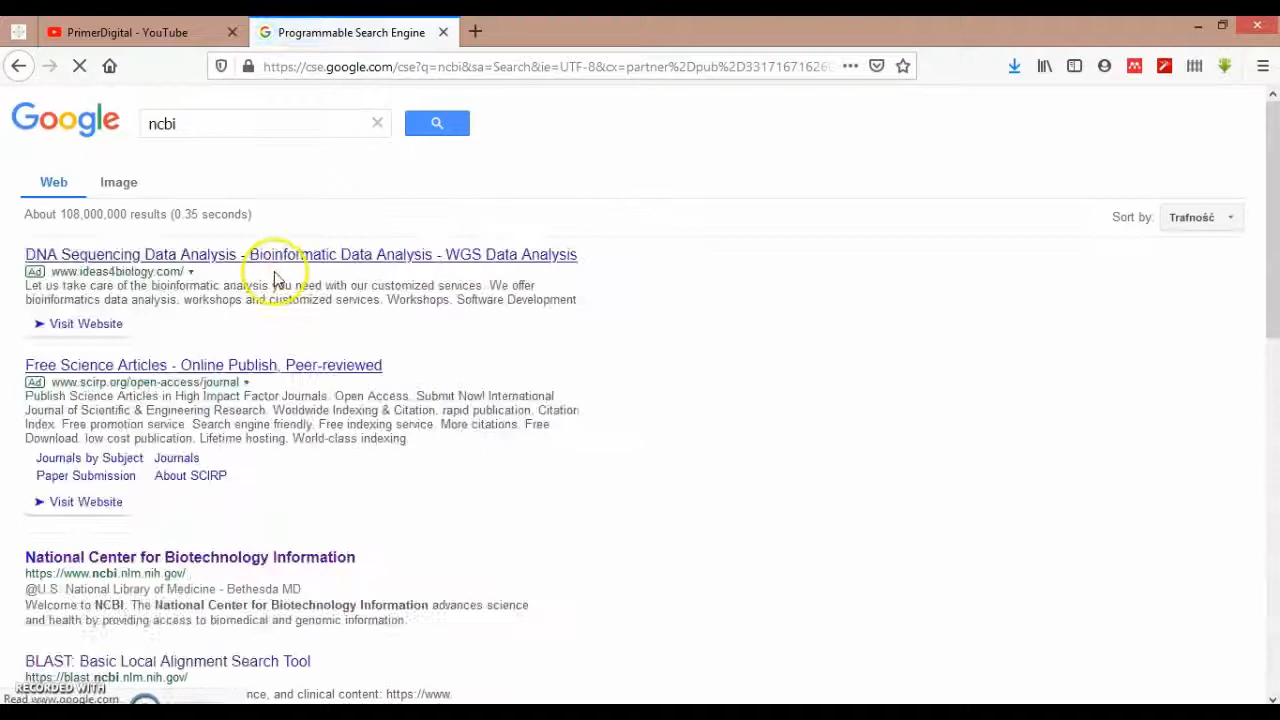 PrimerDigital - YouTube
Programmable Search Engine
https://cse.google.com/cse?q=ncbi&sa=Search&ie=UTF-8&cx=partner%2Dpub%2D3317167162
Google
ncbi
Web Image
About 108,000,000 results (0.35 seconds)
Sort by: Trafność
DNA Sequencing Data Analysis - Bioinformatic Data Analysis - WGS Data Analysis
Ad www.ideas4biology.com/
Let us take care of the bioinformatic analysis you need with our customized services. We offer
bioinformatics data analysis, workshops and customized services. Workshops. Software Development
Visit Website
Free Science Articles - Online Publish, Peer-reviewed
Ad www.scirp.org/open-access/journal
Publish Science Articles in High Impact Factor Journals. Open Access. Submit Now! International
Journal of Scientific & Engineering Research. Worldwide Indexing & Citation, rapid publication. Citation
Index. Free promotion service. Search engine friendly. Free indexing service. More citations. Free
Download. low cost publication. Lifetime hosting. World-class indexing.
Journals by Subject Journals
Paper Submission About SCIRP
Visit Website
National Center for Biotechnology Information
https://www.ncbi.nlm.nih.gov/
@U.S. National Library of Medicine - Bethesda MD
Welcome to NCBI. The National Center for Biotechnology Information advances science
and health by providing access to biomedical and genomic information.
BLAST: Basic Local Alignment Search Tool
https://blast.ncbi.nlm.nih.gov/
RECORDED WITH
nce, and clinical content: https://www.
Read www.google.com